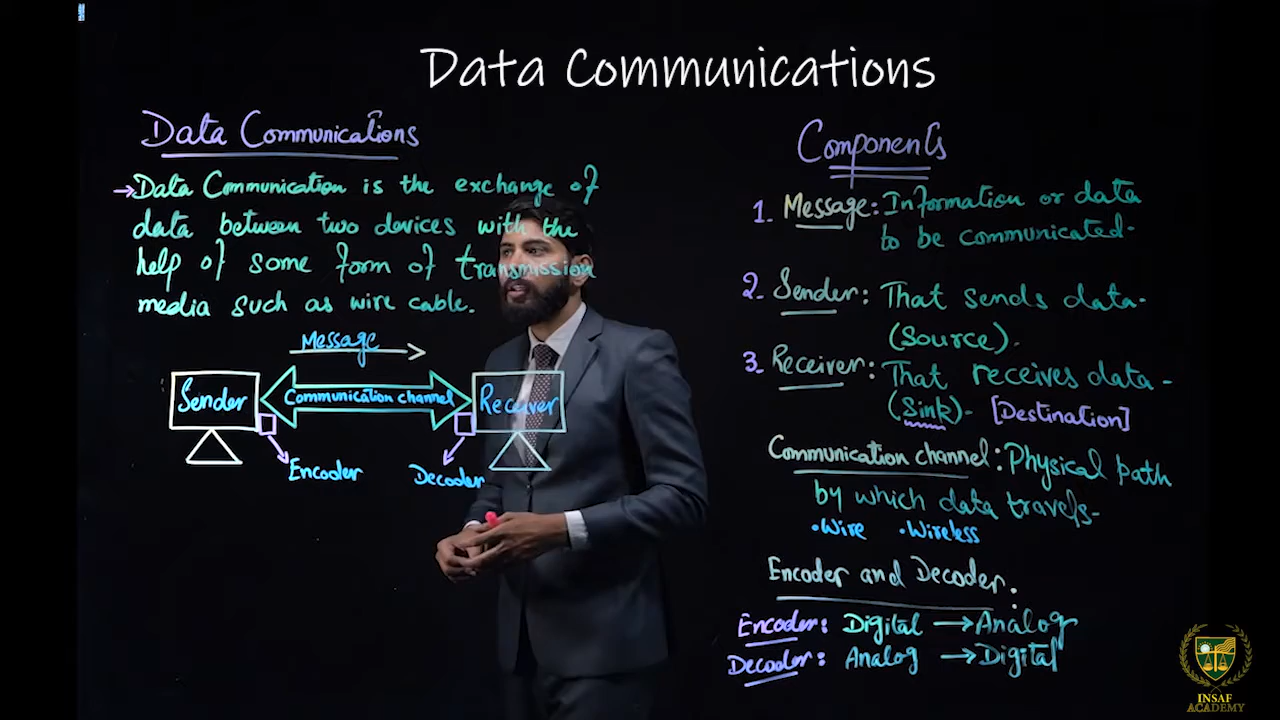 Data Communications
Data Communications
→Data Communication is the exchange of
data between two devices with the
help of some form of transmission
media such as wire cable.
Message
Sender
Communication channel
Receiver
Encoder
Decoder
Components
1. Message: Information or data
to be communicated.
2. Sender: That sends data.
(Source).
3. Receiver: That receives data.
(Sink). [Destination]
Communication channel: Physical path
by which data travels.
•Wire •Wireless
Encoder and Decoder:
Encoder: Digital → Analog
Decoder: Analog → Digital
INSAF
ACADEMY